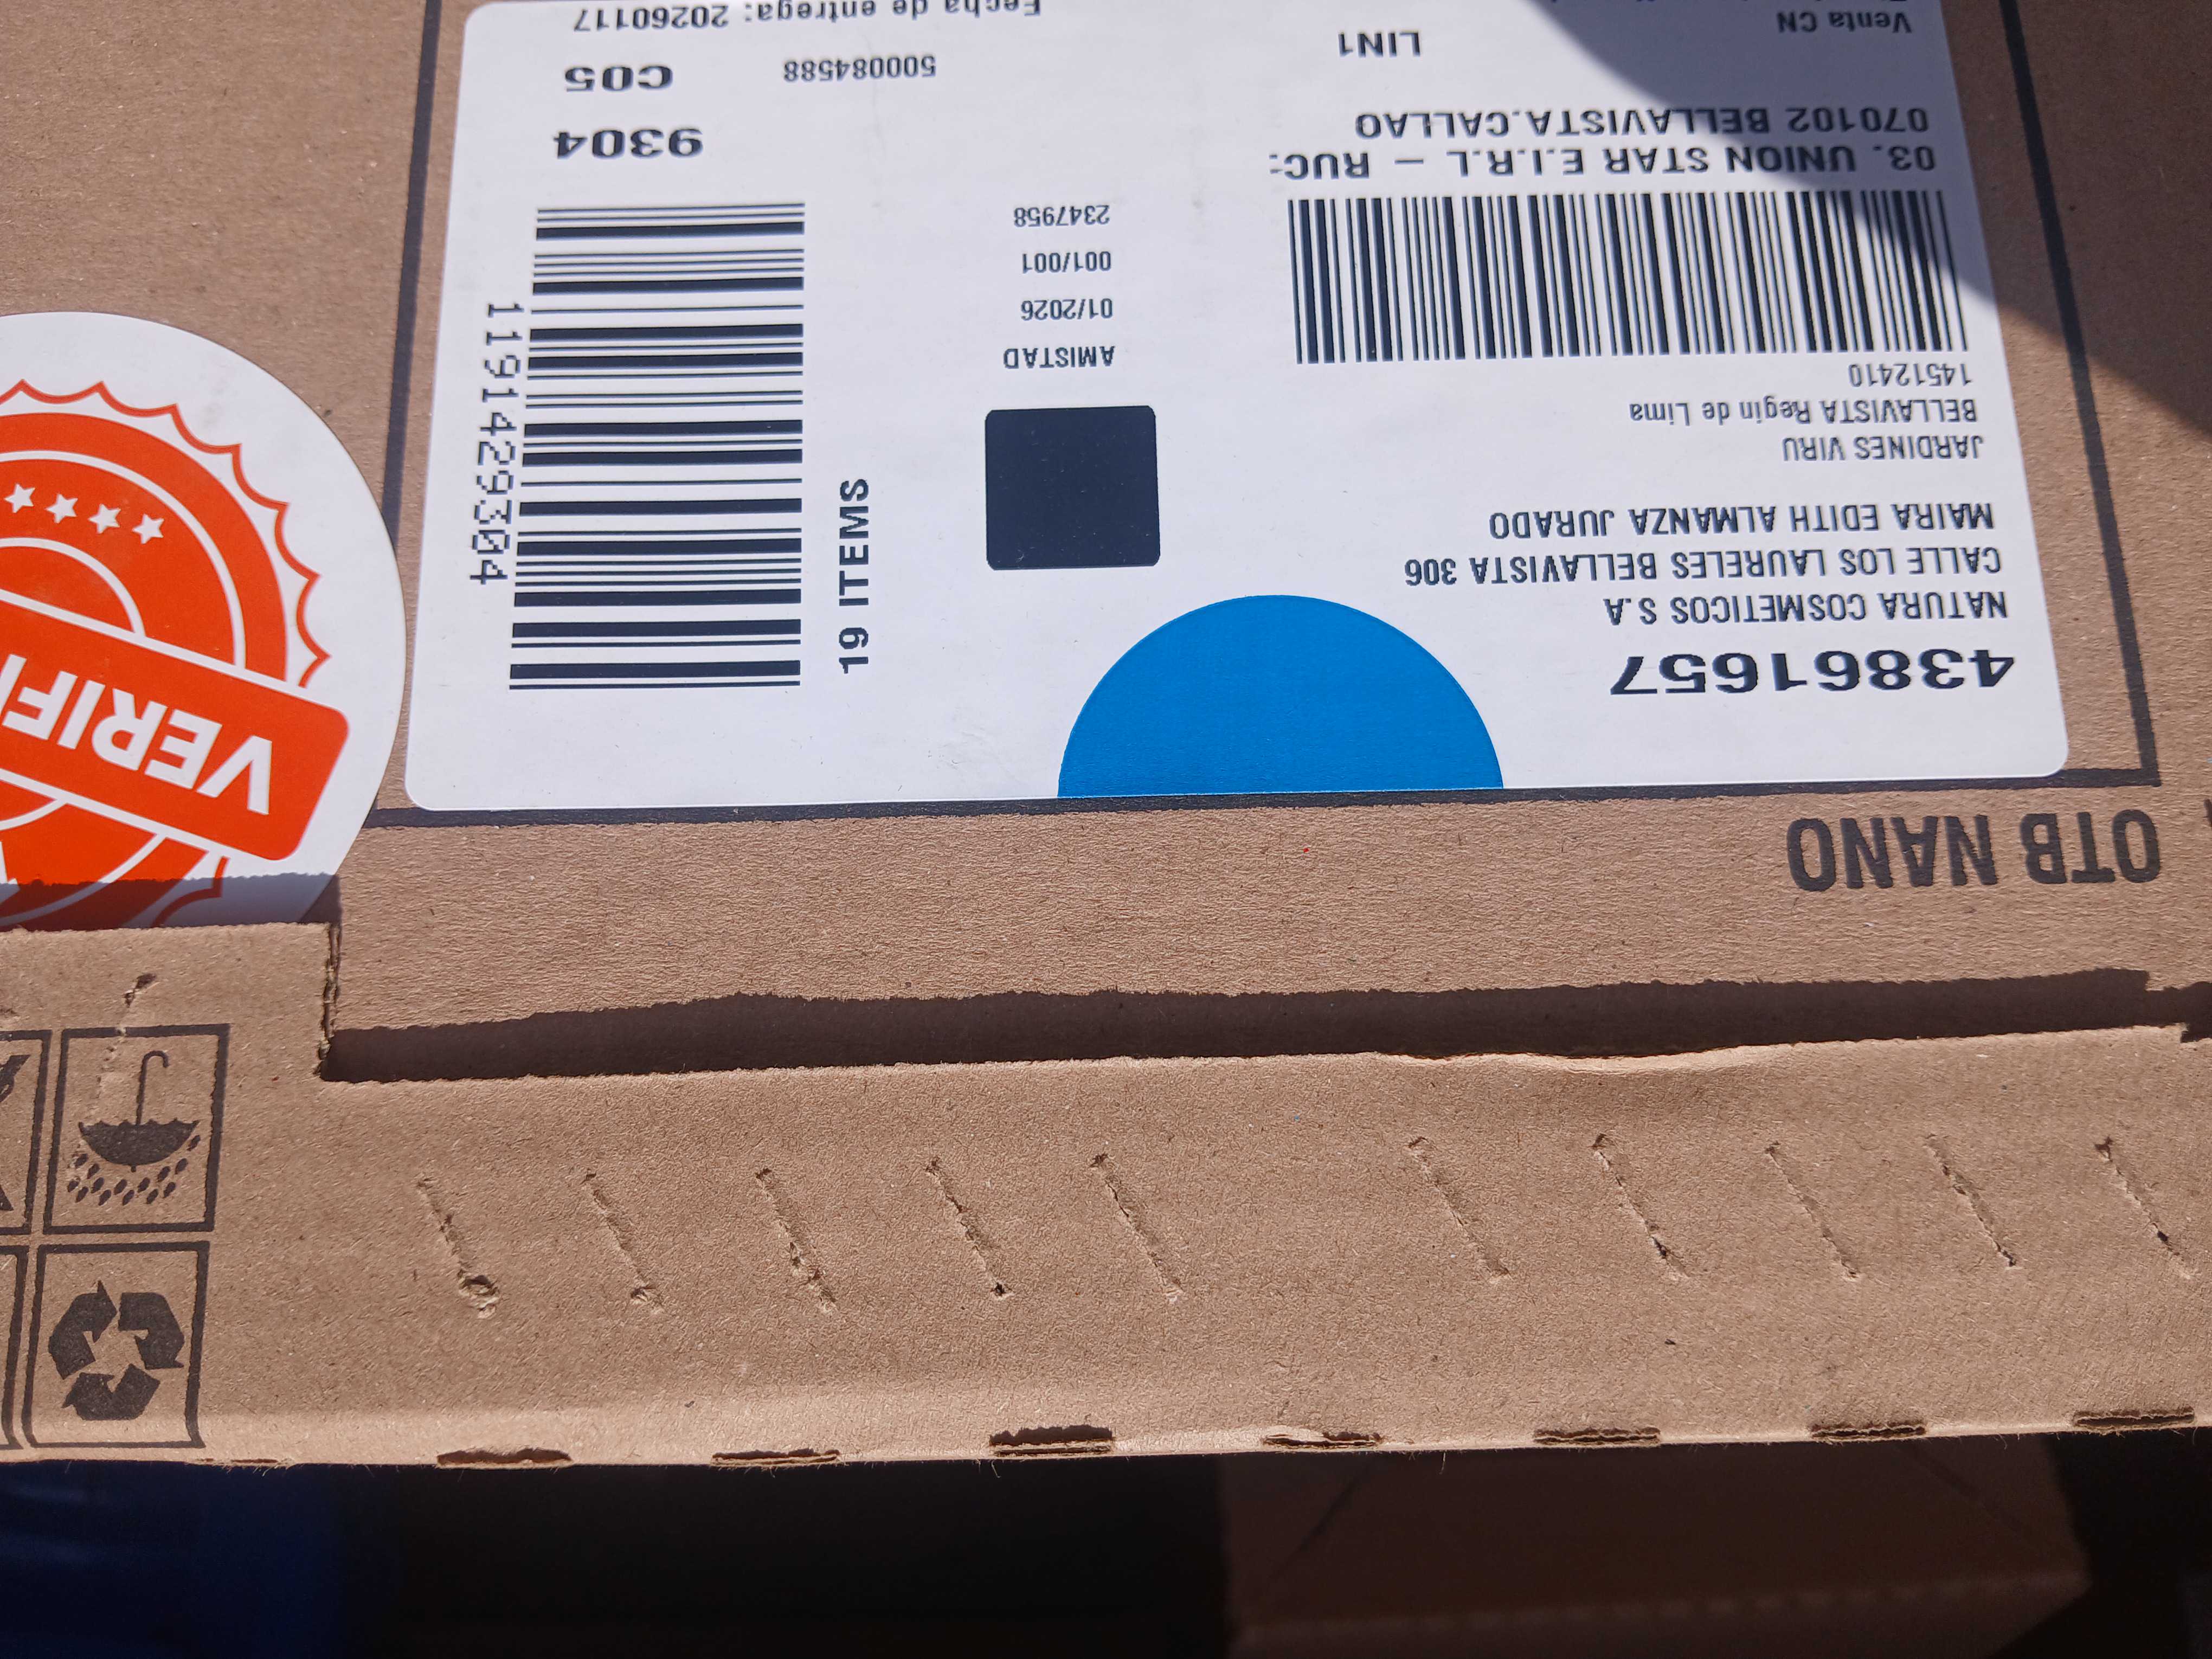 43861657
NATURA COSMETICOS S.A
CALLE LOS LAURELES BELLAVISTA 306
MAIRA EDITH ALMANZA JURADO
JARDINES VIRU
BELLAVISTA Regin de Lima
14512410
03. UNION STAR E.I.R.L – RUC:
070102 BELLAVISTA.CALLAO
LIN1
Venta CN
19 ITEMS
AMISTAD
01/2026
001/001
2347958
1191429304
9304
500084588
C05
Fecha de entrega: 20260117
OTB NANO